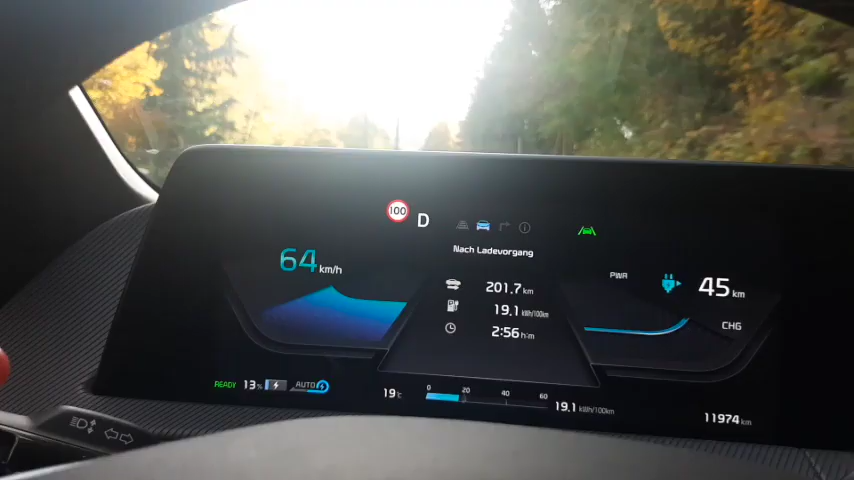 100 D
Nach Ladevorgang
64 km/h
PWR
45 km
201.7 km
19.1 kWh/100km
CHG
2:56 h:m
READY 13% AUTO
19°C
0 20 40 60
19.1 kWh/100km
11974 km